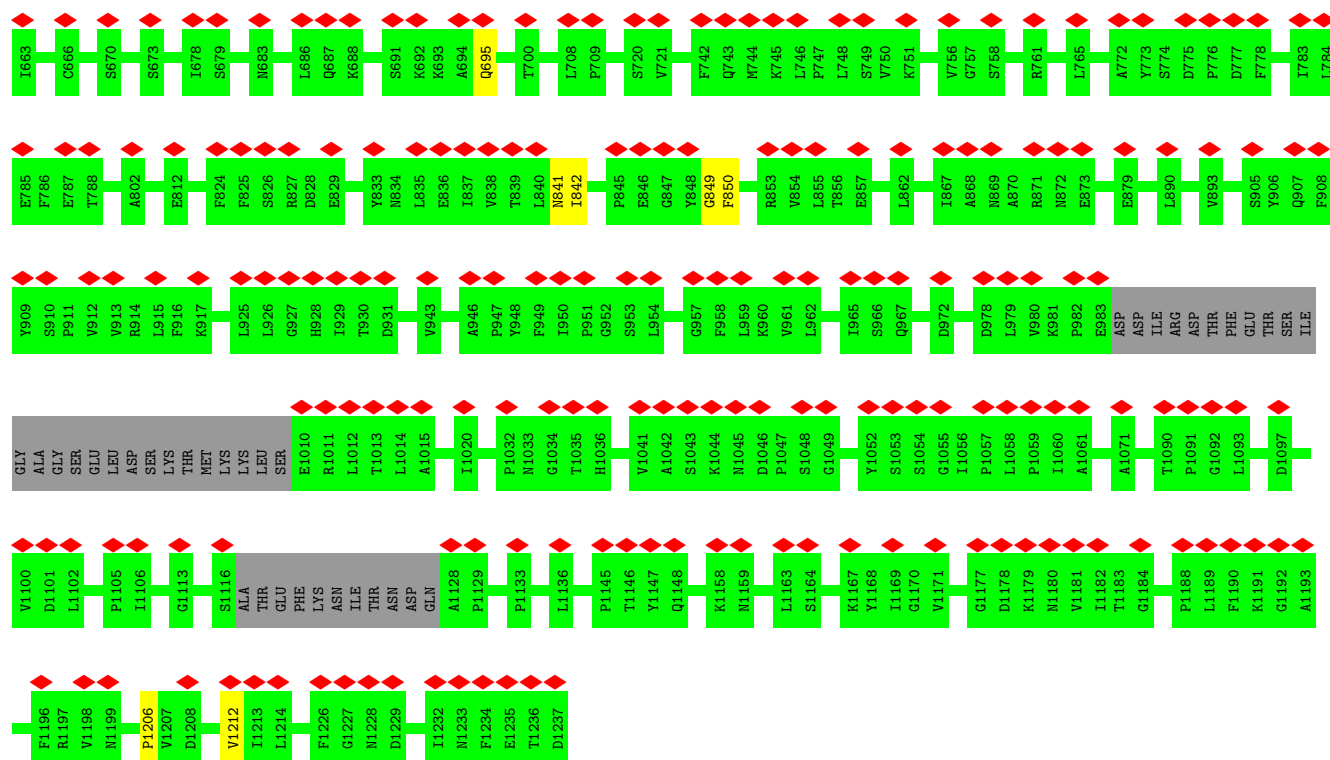 I663 C666 S670 S673 I678 S679 N683 L686 Q687 K688 S691 K692 K693 A694 Q695 T700 L708 P709 S720 V721 F742 Q743 M744 K745 L746 P747 L748 S749 V750 K751 V756 G757 S758 R761 L765 A772 Y773 S774 D775 P776 D777 F778 I783 L784
E785 F786 E787 T788 A802 E812 F824 F825 S826 R827 D828 E829 Y833 N834 L835 E836 I837 V838 T839 L840 N841 I842 P845 E846 G847 Y848 G849 F850 R853 V854 L855 T856 E857 L862 I867 A868 N869 A870 R871 N872 E873 E879 L890 V893 S905 Y906 Q907 F908
Y909 S910 P911 V912 V913 R914 L915 F916 K917 L925 L926 G927 H928 I929 T930 D931 V943 A946 P947 Y948 F949 I950 P951 G952 S953 L954 G957 F958 L959 K960 V961 L962 I965 S966 Q967 D972 D978 L979 V980 K981 P982 E983 ASP ASP ILE ARG ASP THR PHE GLU THR SER ILE
GLY ALA GLY SER GLU LEU ASP SER LYS THR MET LYS LYS LEU SER E1010 R1011 L1012 T1013 L1014 A1015 I1020 P1032 N1033 G1034 T1035 H1036 V1041 A1042 S1043 K1044 N1045 D1046 P1047 S1048 G1049 Y1052 S1053 S1054 G1055 I1056 P1057 L1058 P1059 I1060 A1061 A1071 T1090 P1091 G1092 L1093 D1097
V1100 D1101 L1102 P1105 I1106 G1113 S1116 ALA THR GLU PHE LYS ASN ILE THR ASN ASP GLN A1128 P1129 P1133 L1136 P1145 T1146 Y1147 Q1148 K1158 N1159 L1163 S1164 K1167 Y1168 I1169 G1170 V1171 G1177 D1178 K1179 N1180 V1181 I1182 T1183 G1184 P1188 L1189 F1190 K1191 G1192 A1193
F1196 R1197 V1198 N1199 P1206 V1207 D1208 V1212 I1213 L1214 F1226 G1227 N1228 D1229 I1232 N1233 F1234 E1235 T1236 D1237